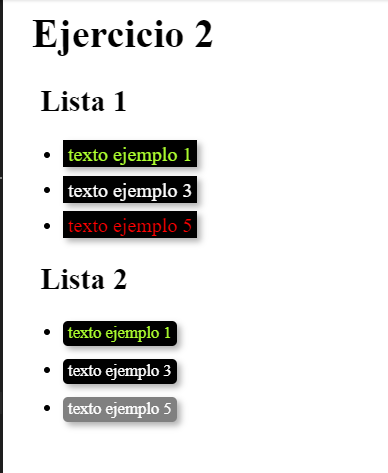 Ejercicio 2
Lista 1
texto ejemplo 1
texto ejemplo 3
texto ejemplo 5
Lista 2
texto ejemplo 1
texto ejemplo 3
texto ejemplo 5